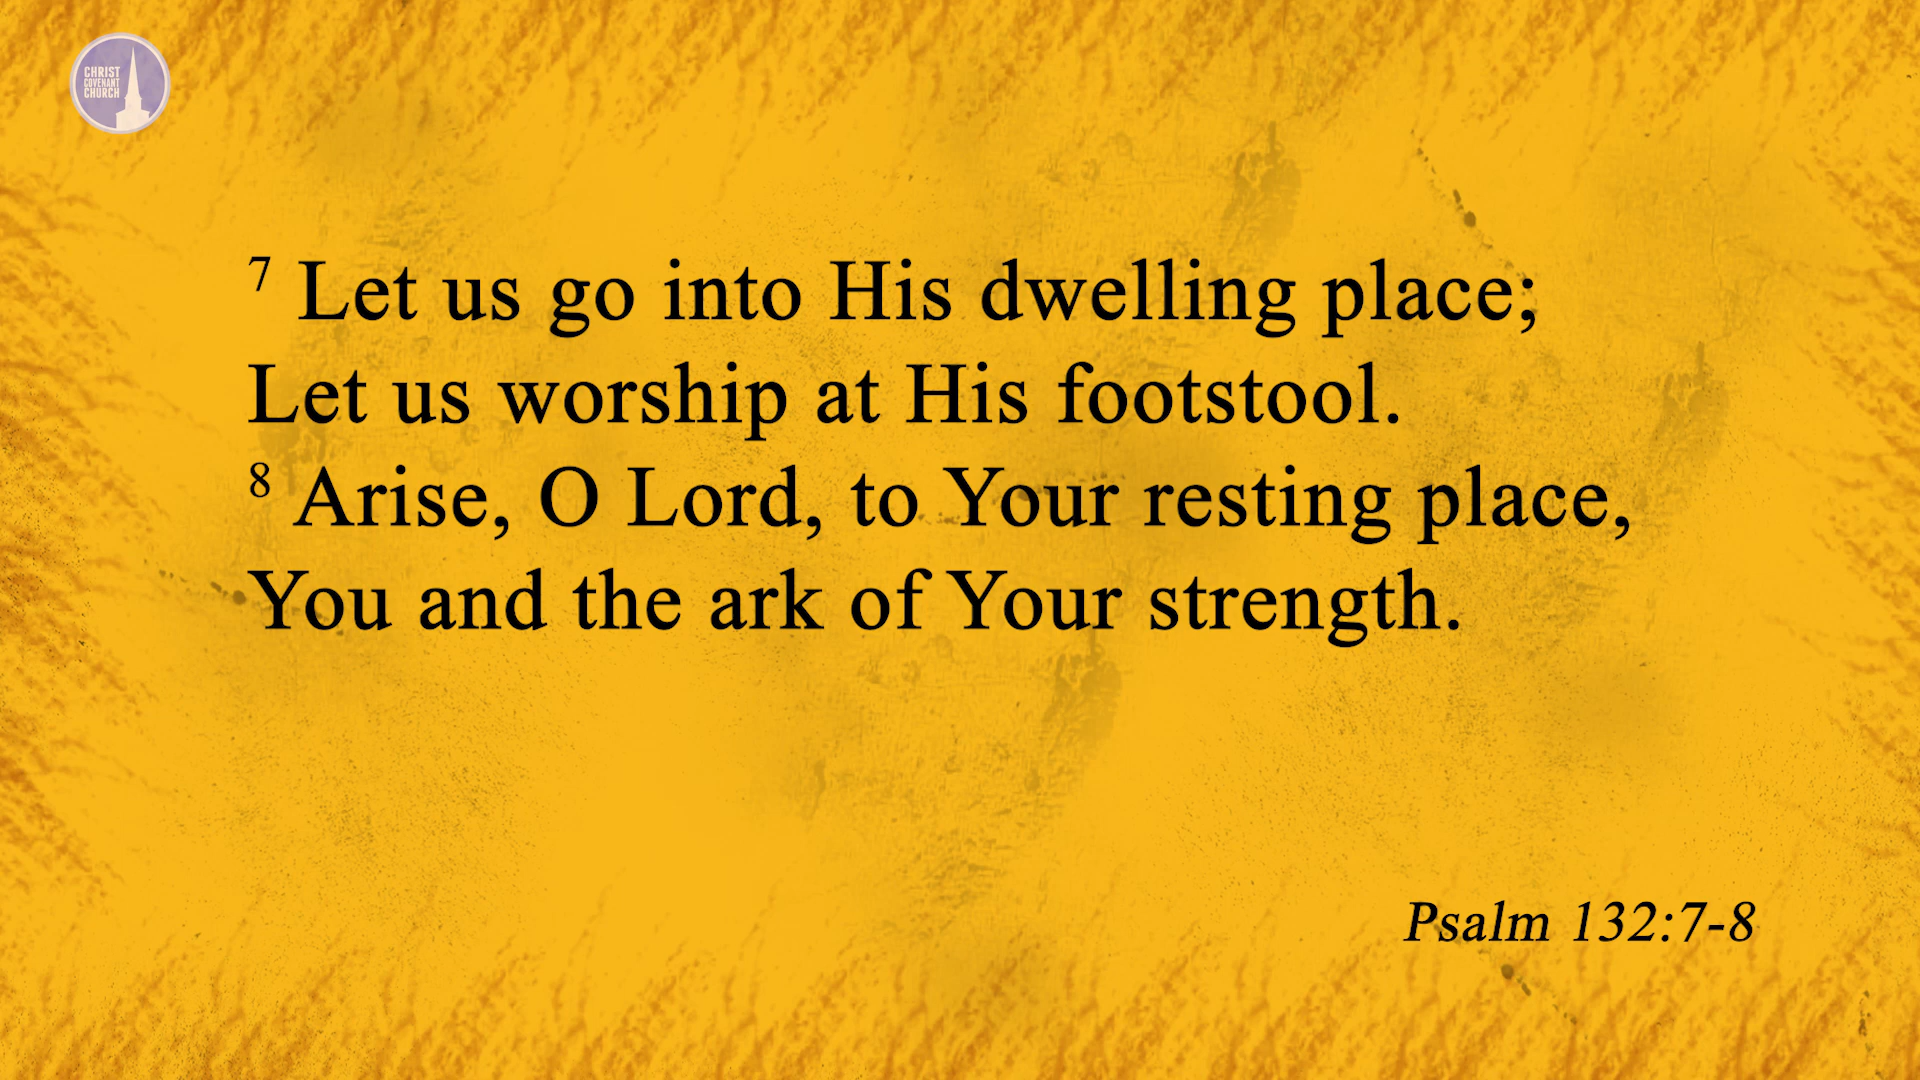 CHRIST
COVENANT
CHURCH
7 Let us go into His dwelling place;
Let us worship at His footstool.
8 Arise, O Lord, to Your resting place,
You and the ark of Your strength.
Psalm 132:7-8